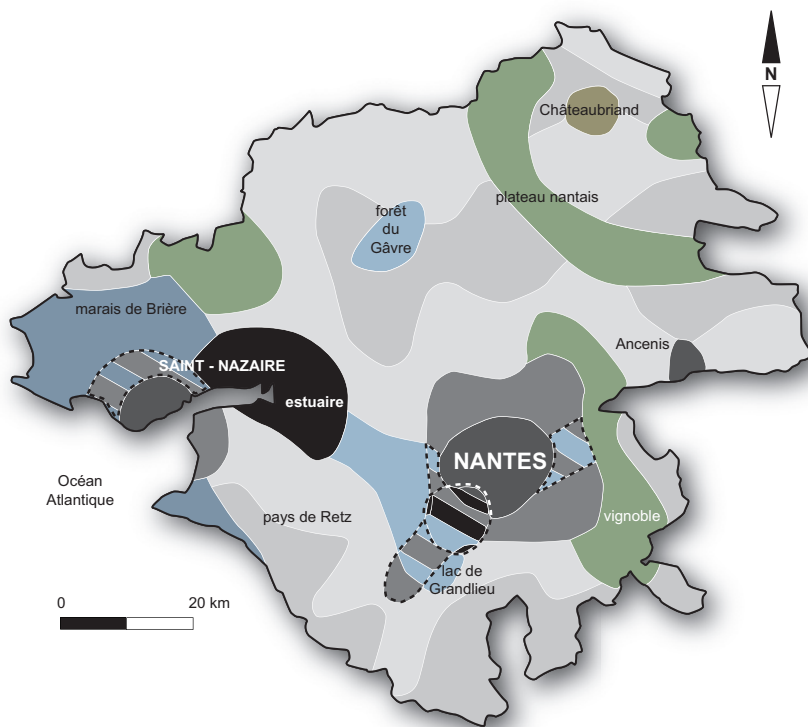 N
Châteaubriand
plateau nantais
forêt
du
Gâvre
marais de Brière
Ancenis
SAINT - NAZAIRE
estuaire
NANTES
Océan
Atlantique
pays de Retz
vignoble
lac de
Grandlieu
0 20 km